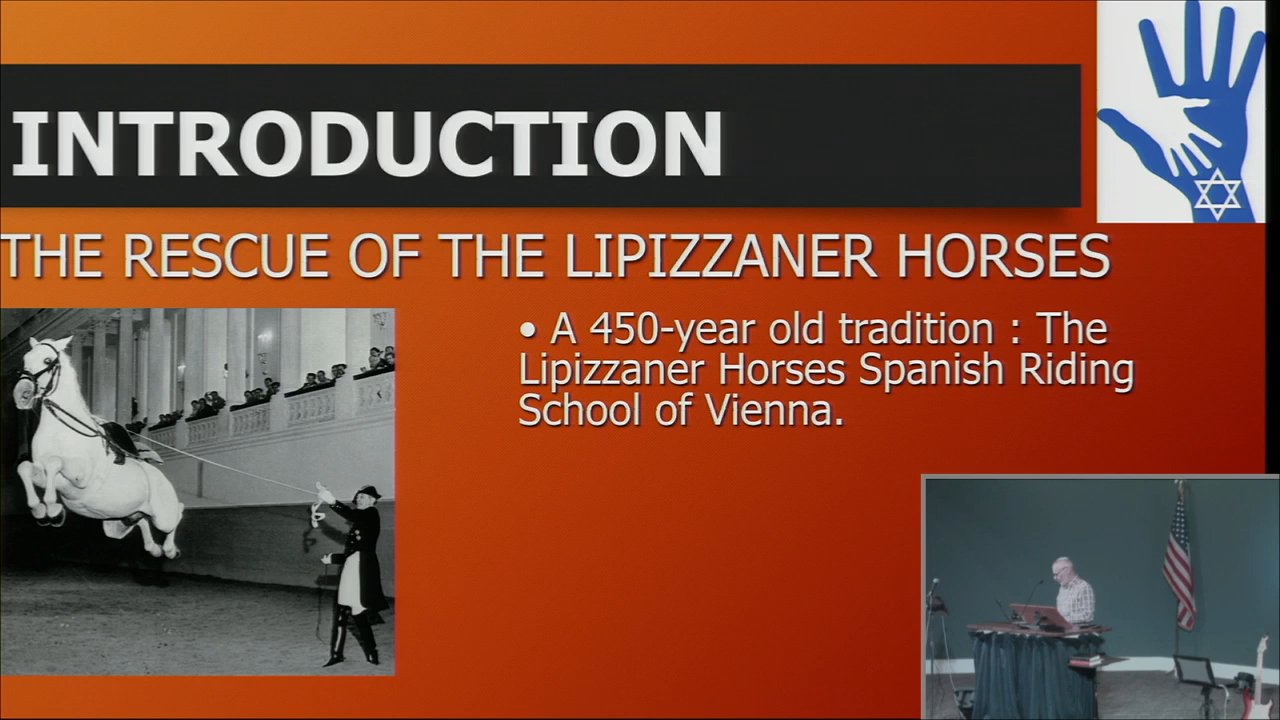 INTRODUCTION
THE RESCUE OF THE LIPIZZANER HORSES
• A 450-year old tradition : The
Lipizzaner Horses Spanish Riding
School of Vienna.